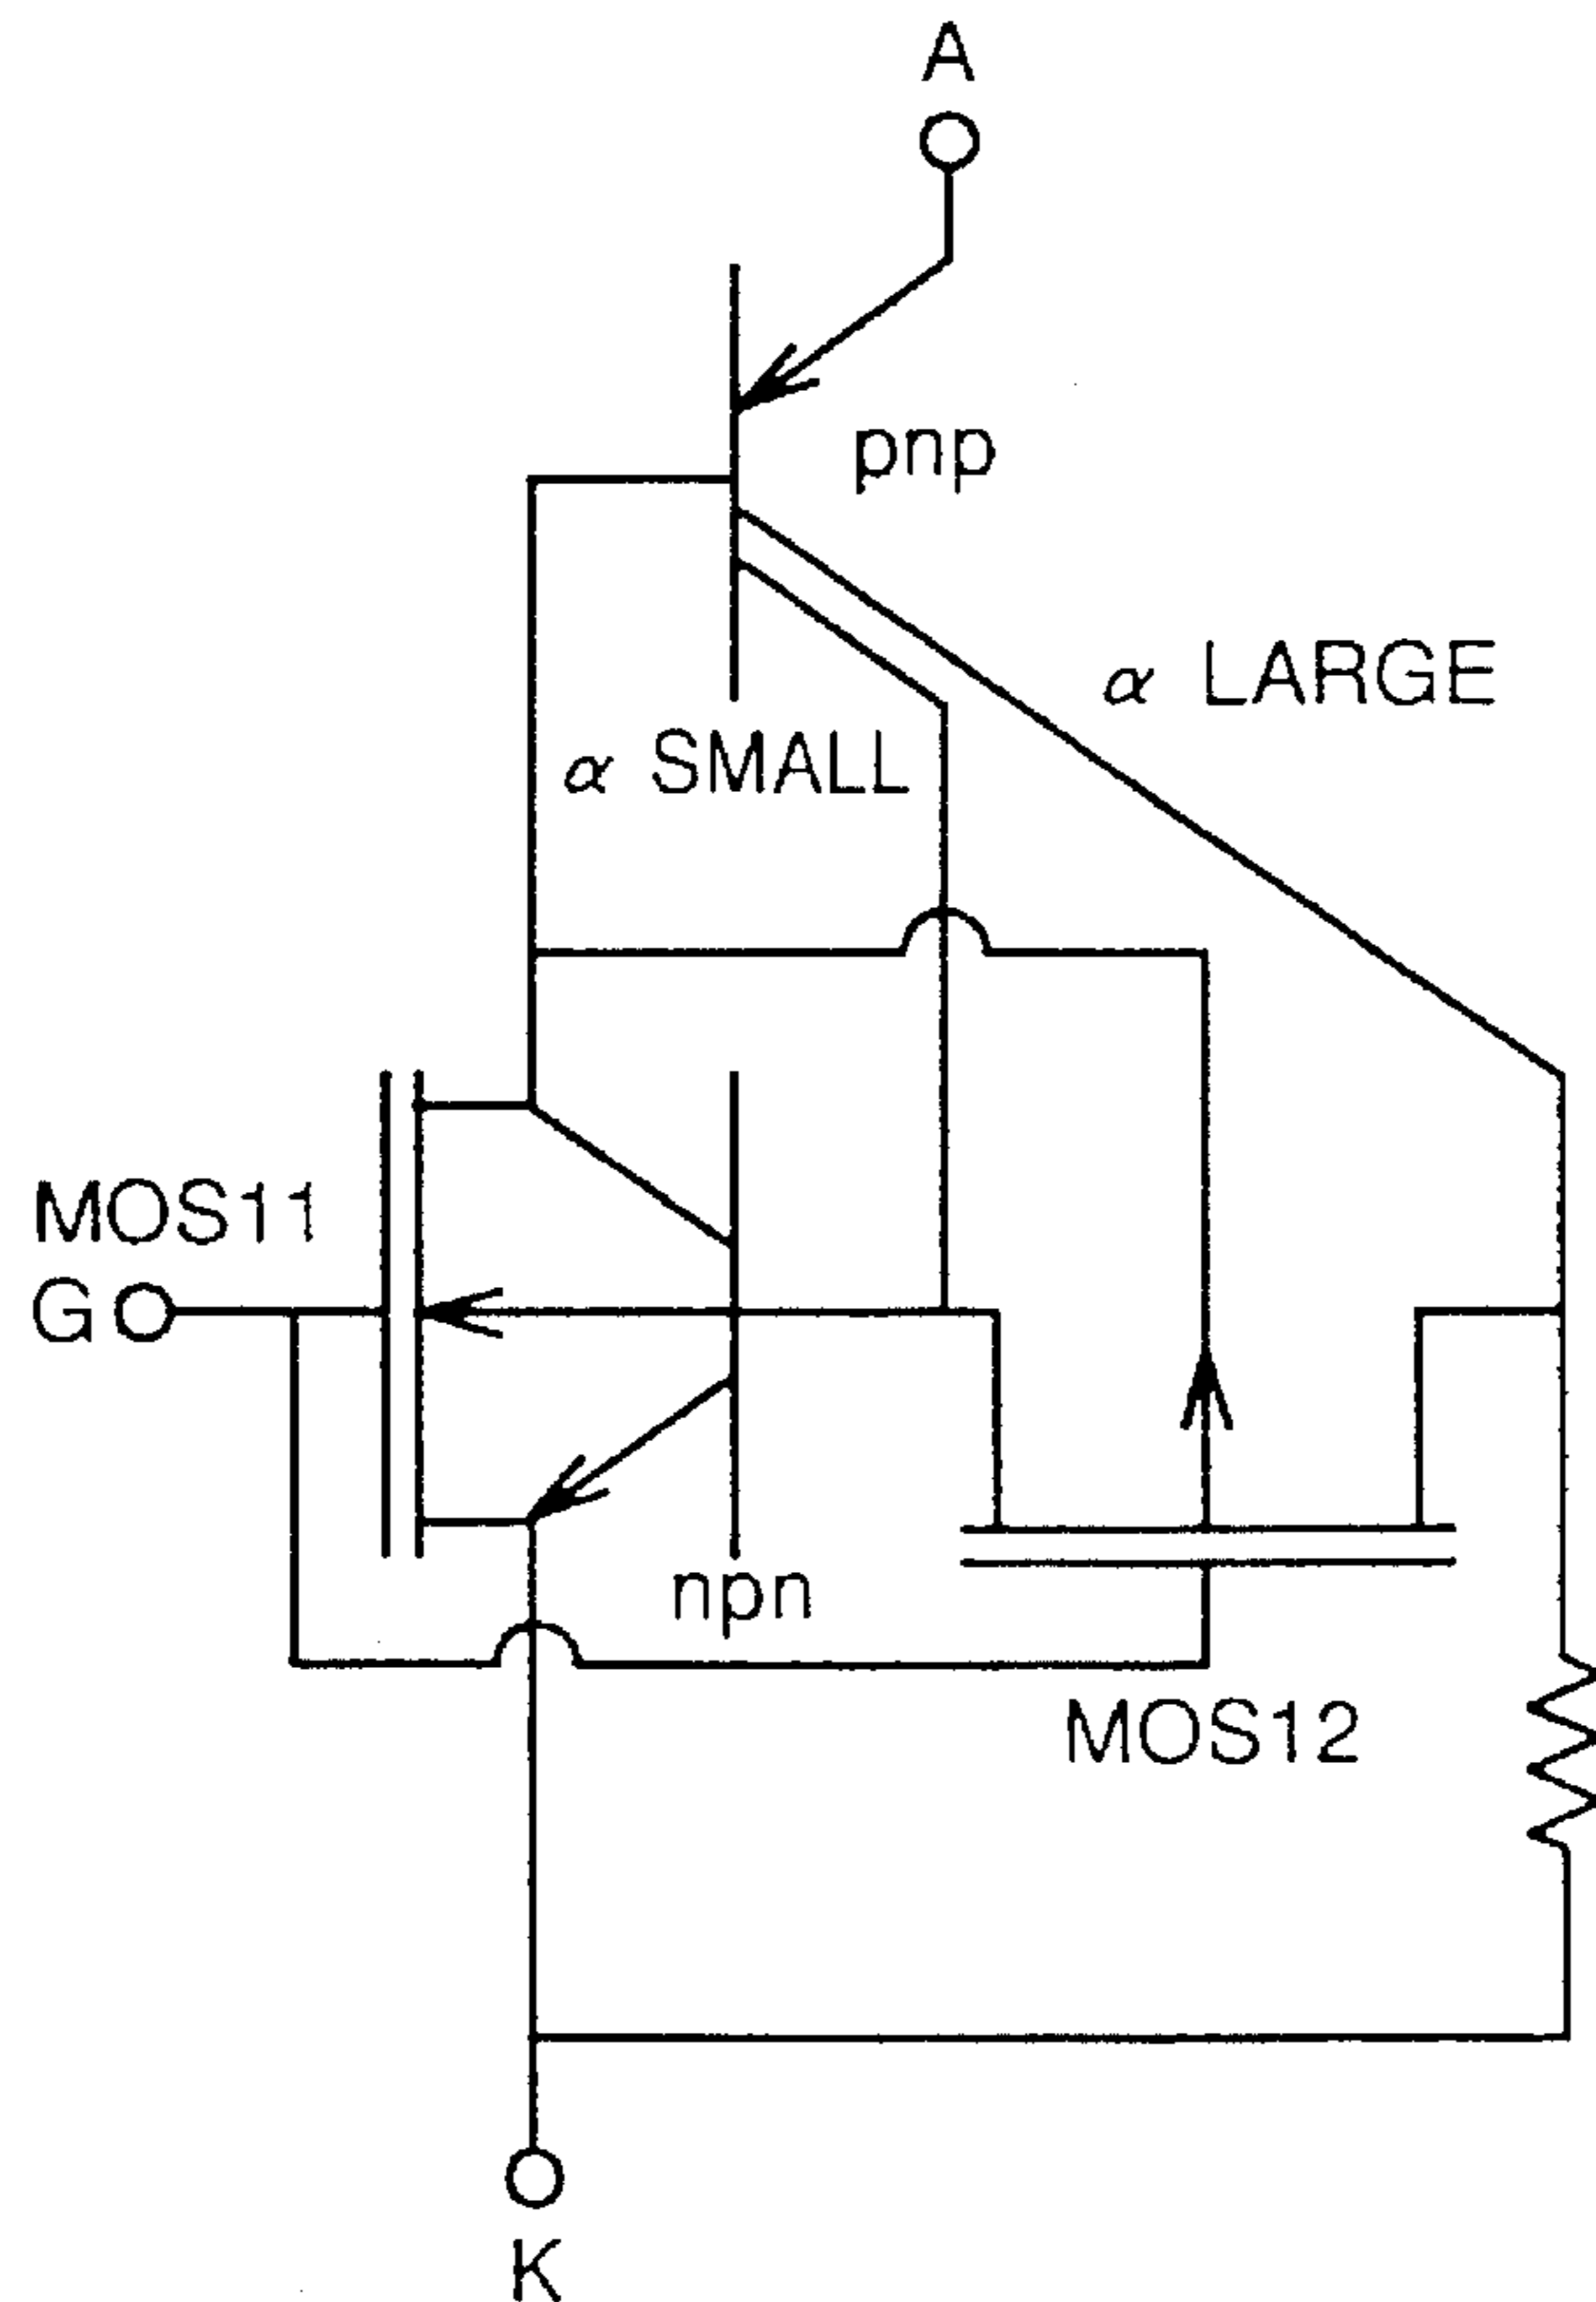 A
pnp
α LARGE
α SMALL
MOS11
G
npn
MOS12
K